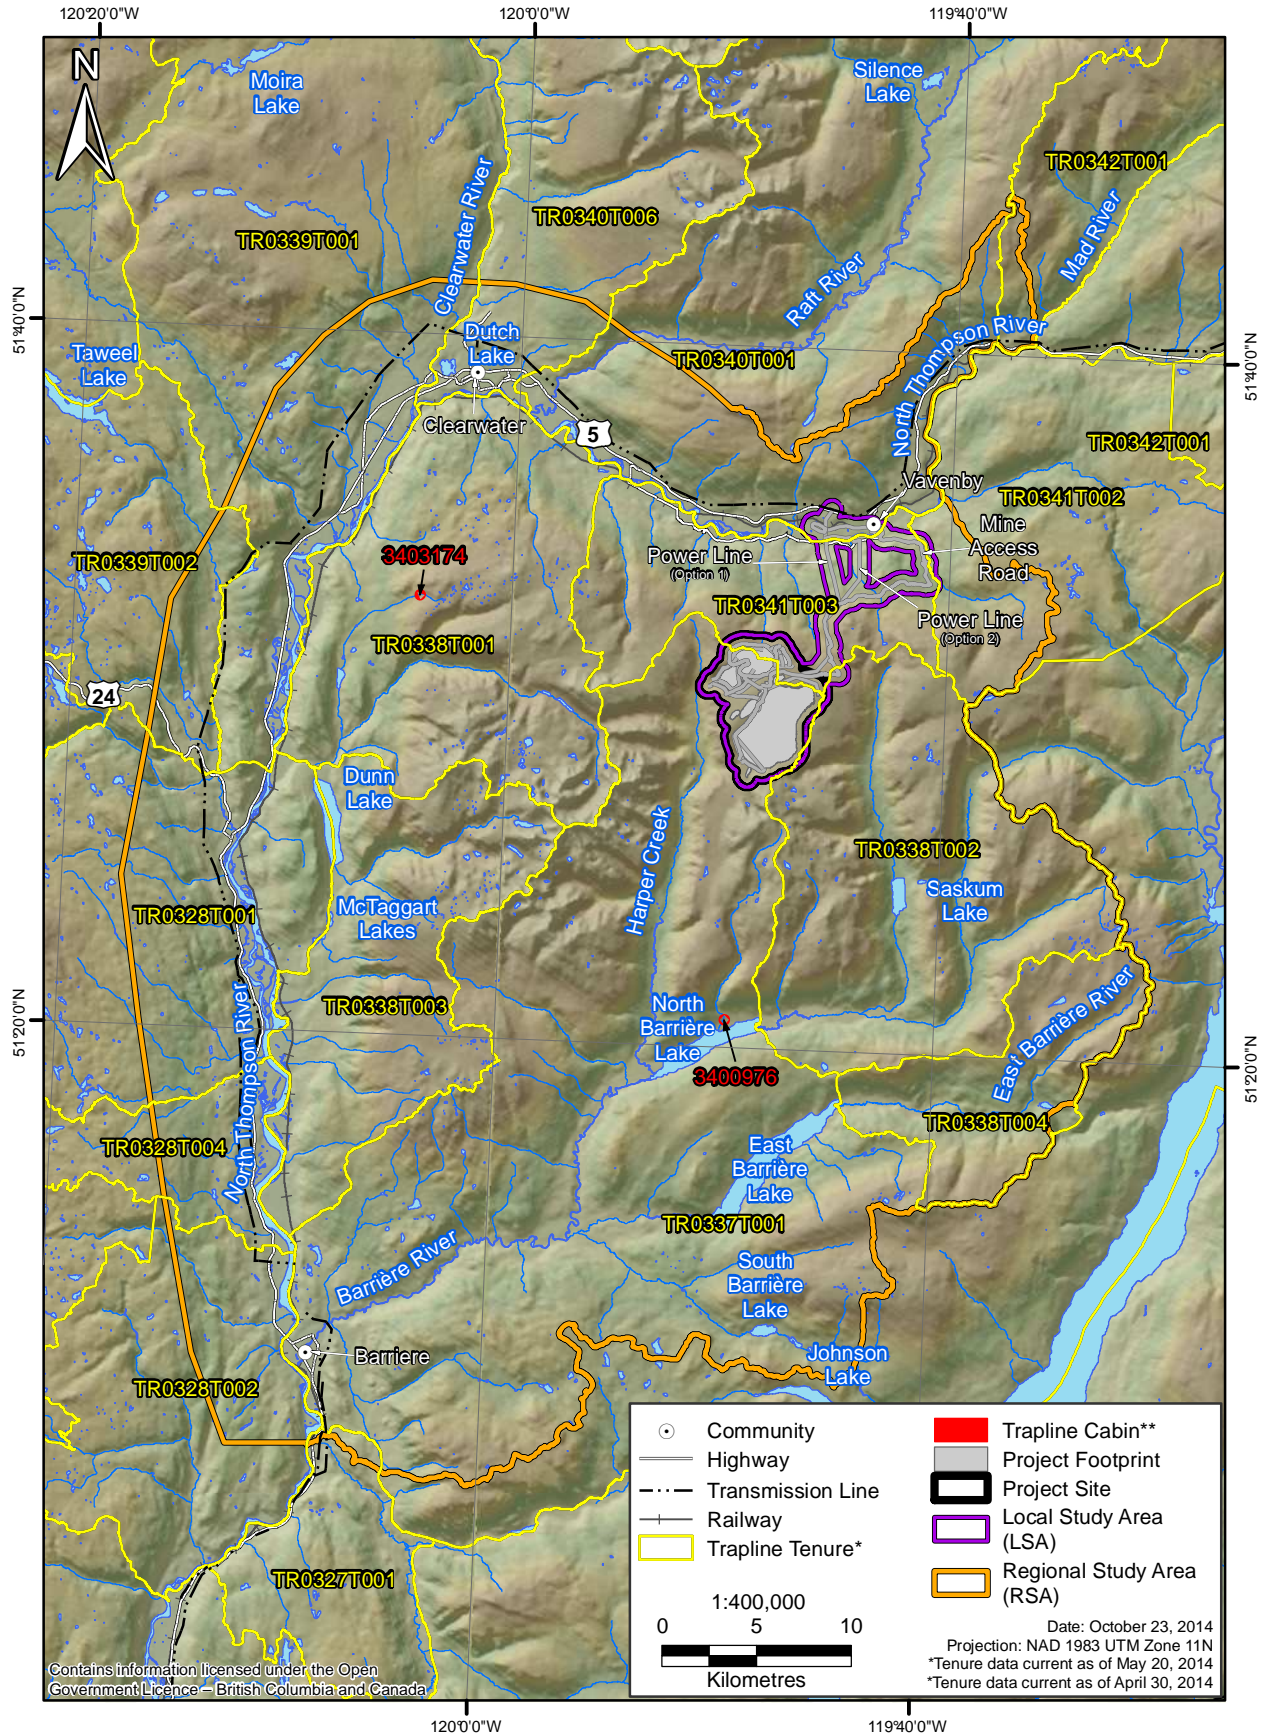 120°20'0"W
120°0'0"W
119°40'0"W
N
Moira
Lake
Silence
Lake
TR0342T001
Clearwater River
TR0340T006
TR0339T001
Mad River
Raft River
51°40'0"N
Dutch
Lake
North Thompson River
Taweel
Lake
TR0340T001
51°40'0"N
Clearwater
5
TR0342T001
Vavenby
TR0341T002
Mine
Access
Road
3403174
Power Line
(Option 1)
TR0339T002
TR0341T003
Power Line
(Option 2)
TR0338T001
24
Dunn
Lake
Harper Creek
TR0338T002
Saskum
Lake
McTaggart
Lakes
TR0328T001
TR0338T003
North
Barrière
Lake
East Barrière River
51°20'0"N
51°20'0"N
3400976
North Thompson River
TR0338T004
TR0328T004
East
Barrière
Lake
TR0337T001
Barrière River
South
Barrière
Lake
Johnson
Lake
Barriere
TR0328T002
TR0327T001
Community
Highway
Transmission Line
Railway
Trapline Tenure*
Trapline Cabin**
Project Footprint
Project Site
Local Study Area
(LSA)
Regional Study Area
(RSA)
1:400,000
0 5 10
Kilometres
Date: October 23, 2014
Projection: NAD 1983 UTM Zone 11N
*Tenure data current as of May 20, 2014
*Tenure data current as of April 30, 2014
Contains information licensed under the Open
Government Licence – British Columbia and Canada
120°0'0"W
119°40'0"W